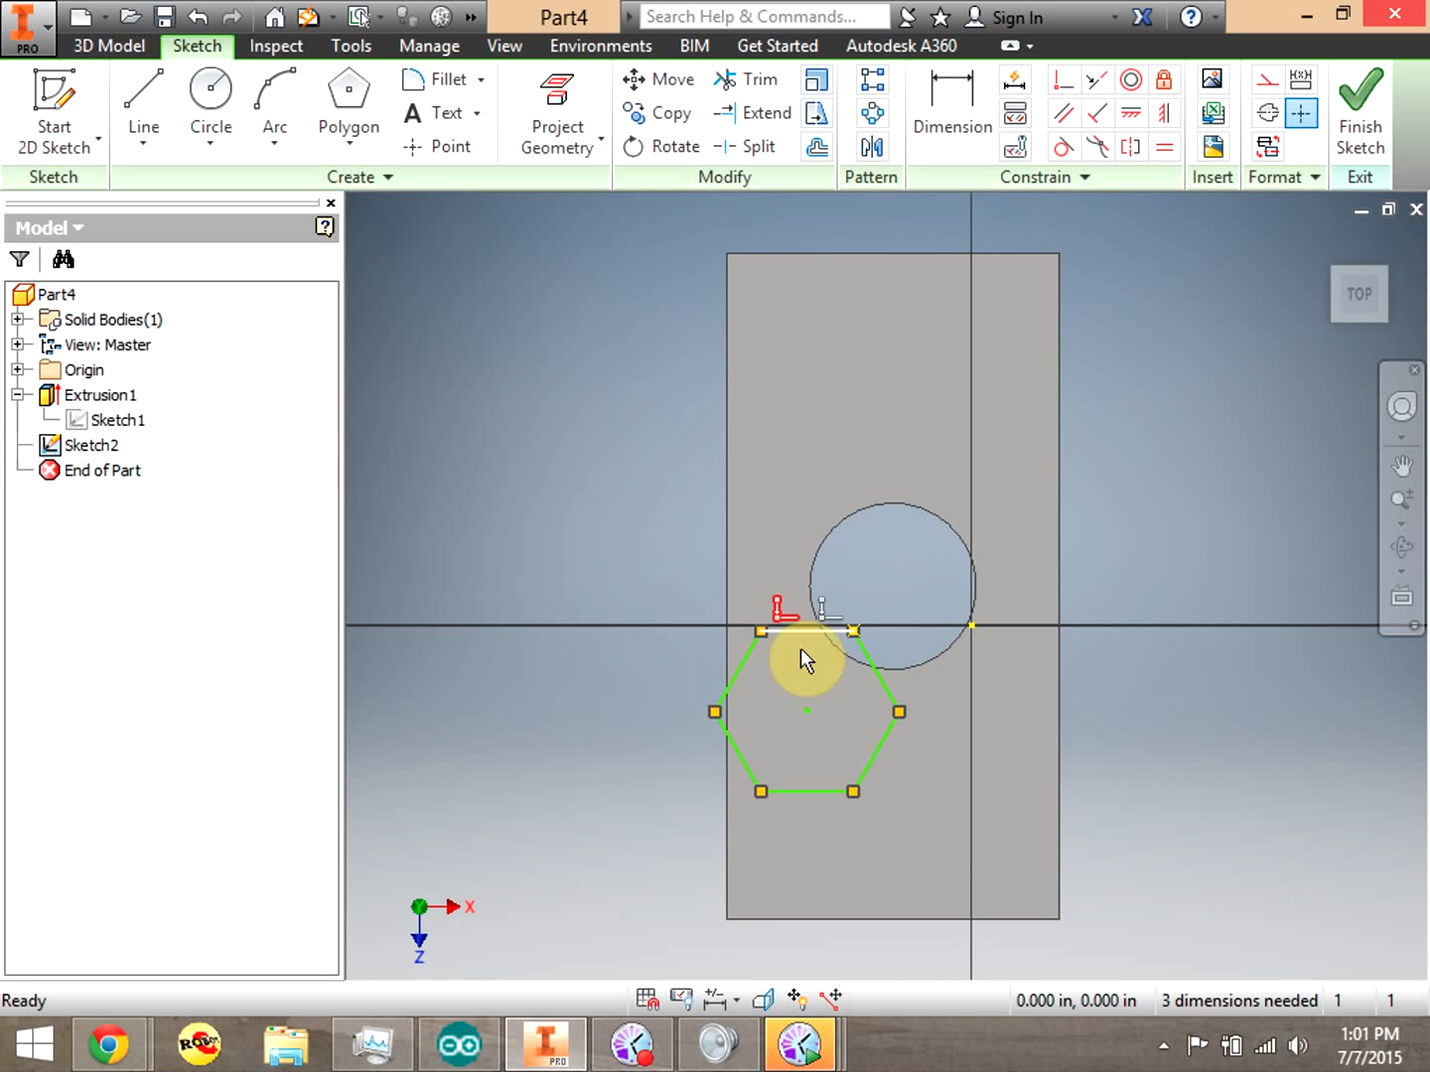 PRO
Part4
Search Help & Commands...
Sign In
3D Model
Sketch
Inspect
Tools
Manage
View
Environments
BIM
Get Started
Autodesk A360
Start
2D Sketch
Line
Circle
Arc
Polygon
Fillet
Text
Point
Project
Geometry
Move
Copy
Rotate
Trim
Extend
Split
Dimension
Finish
Sketch
Sketch
Create
Modify
Pattern
Constrain
Insert
Format
Exit
Model
Part4
Solid Bodies(1)
View: Master
Origin
Extrusion1
Sketch1
Sketch2
End of Part
TOP
X
Z
Ready
0.000 in, 0.000 in
3 dimensions needed
1
1
PRO
1:01 PM
7/7/2015